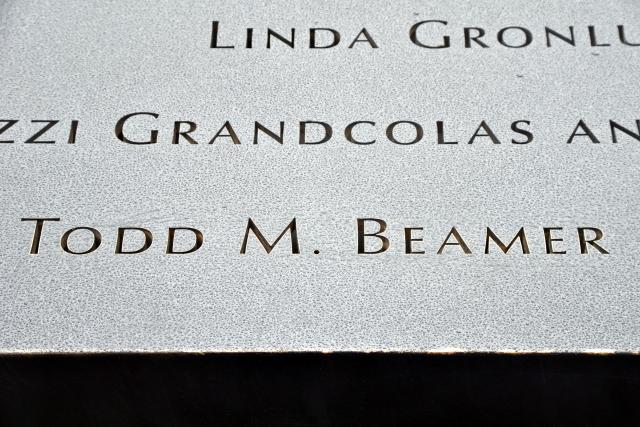 LINDA GRONLU
ZZI GRANDCOLAS AN
TODD M. BEAMER